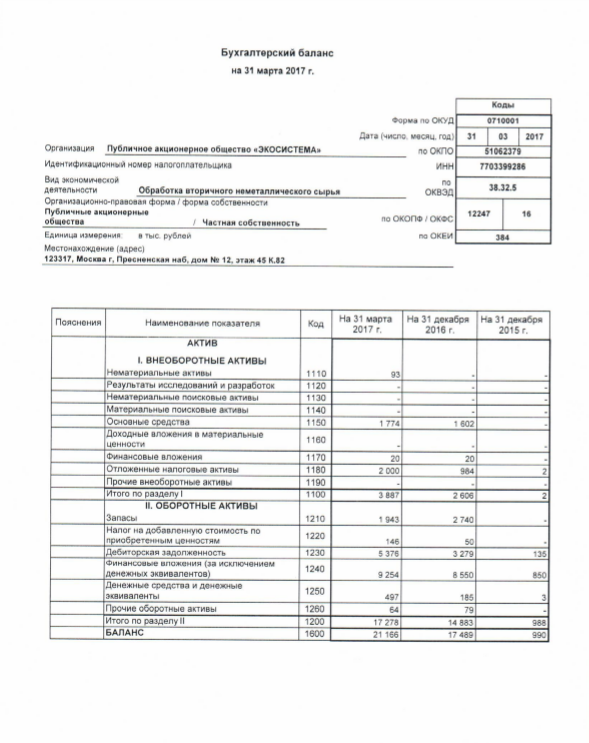 Бухгалтерский баланс
на 31 марта 2017 г.
Коды
Форма по ОКУД 0710001
Дата (число, месяц, год) 31 03 2017
Организация Публичное акционерное общество «ЭКОСИСТЕМА» по ОКПО 51062379
Идентификационный номер налогоплательщика ИНН 7703399286
Вид экономической
деятельности Обработка вторичного неметаллического сырья по ОКВЭД 38.32.5
Организационно-правовая форма / форма собственности
Публичные акционерные
общества / Частная собственность по ОКОПФ / ОКФС 12247 16
Единица измерения: в тыс. рублей по ОКЕИ 384
Местонахождение (адрес)
123317, Москва г, Пресненская наб, дом № 12, этаж 45 К.82
Пояснения Наименование показателя Код На 31 марта 2017 г. На 31 декабря 2016 г. На 31 декабря 2015 г.
АКТИВ
I. ВНЕОБОРОТНЫЕ АКТИВЫ
Нематериальные активы 1110 93 - -
Результаты исследований и разработок 1120 - - -
Нематериальные поисковые активы 1130 - - -
Материальные поисковые активы 1140 - - -
Основные средства 1150 1 774 1 602 -
Доходные вложения в материальные
ценности 1160 - - -
Финансовые вложения 1170 20 20 -
Отложенные налоговые активы 1180 2 000 984 2
Прочие внеоборотные активы 1190 - - -
Итого по разделу I 1100 3 887 2 606 2
II. ОБОРОТНЫЕ АКТИВЫ
Запасы 1210 1 943 2 740 -
Налог на добавленную стоимость по
приобретенным ценностям 1220 146 50 -
Дебиторская задолженность 1230 5 376 3 279 135
Финансовые вложения (за исключением
денежных эквивалентов) 1240 9 254 8 550 850
Денежные средства и денежные
эквиваленты 1250 497 185 3
Прочие оборотные активы 1260 64 79 -
Итого по разделу II 1200 17 278 14 883 988
БАЛАНС 1600 21 166 17 489 990